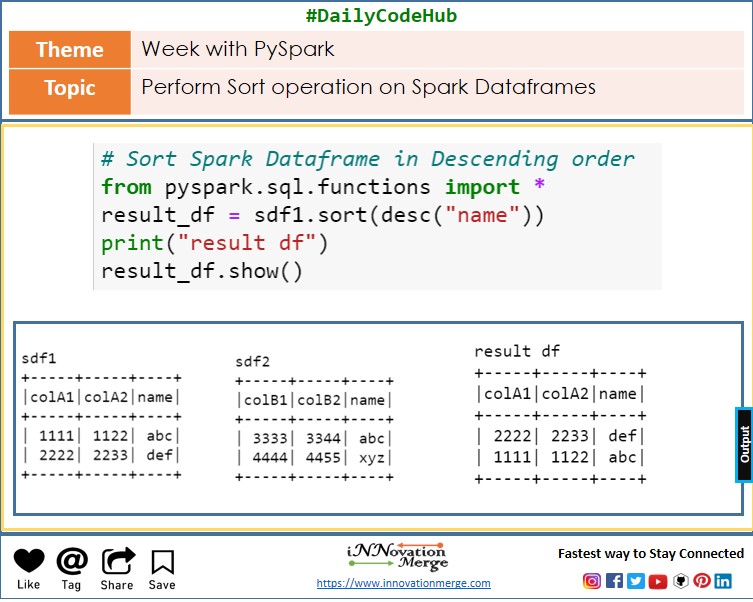 #DailyCodeHub
Theme
Week with PySpark
Topic
Perform Sort operation on Spark Dataframes
# Sort Spark Dataframe in Descending order
from pyspark.sql.functions import *
result_df = sdf1.sort(desc("name"))
print("result df")
result_df.show()
sdf1
+-----+-----+----+
|colA1|colA2|name|
+-----+-----+----+
| 1111| 1122| abc|
| 2222| 2233| def|
+-----+-----+----+
sdf2
+-----+-----+----+
|colB1|colB2|name|
+-----+-----+----+
| 3333| 3344| abc|
| 4444| 4455| xyz|
+-----+-----+----+
result df
+-----+-----+----+
|colA1|colA2|name|
+-----+-----+----+
| 2222| 2233| def|
| 1111| 1122| abc|
+-----+-----+----+
Output
Like
Tag
Share
Save
iNNovation
Merge
https://www.innovationmerge.com
Fastest way to Stay Connected